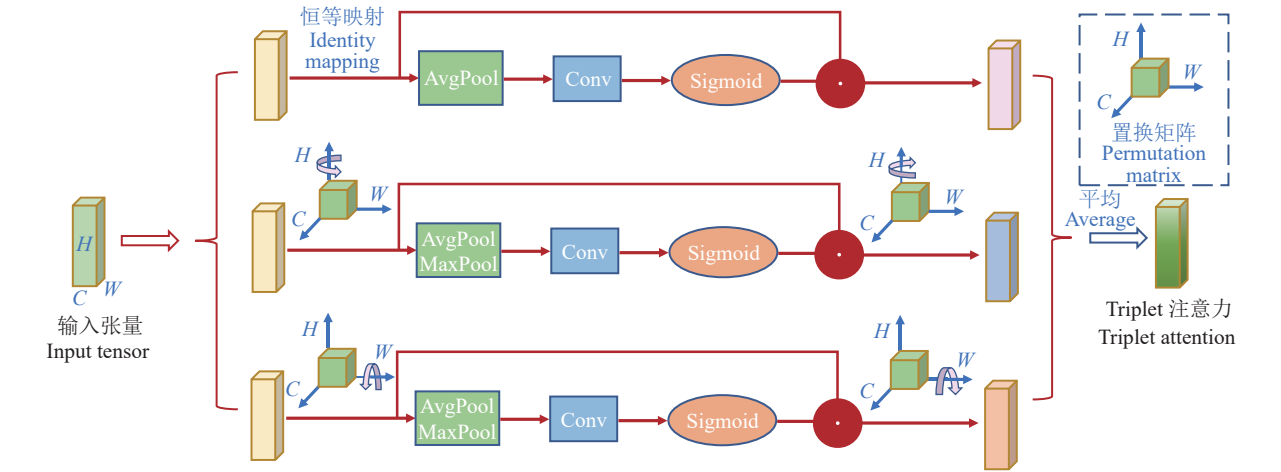 恒等映射
Identity
mapping
AvgPool
Conv
Sigmoid
H
W
C
置换矩阵
Permutation
matrix
H
W
C
AvgPool
MaxPool
Conv
Sigmoid
H
W
C
H
C
W
输入张量
Input tensor
平均
Average
Triplet 注意力
Triplet attention
H
W
C
AvgPool
MaxPool
Conv
Sigmoid
H
W
C